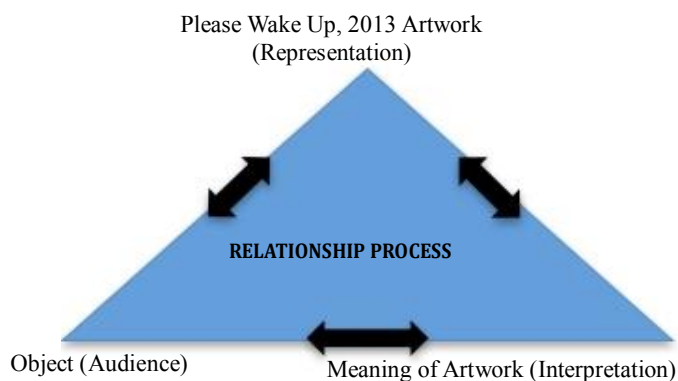 Please Wake Up, 2013 Artwork
(Representation)
RELATIONSHIP PROCESS
Object (Audience)
Meaning of Artwork (Interpretation)